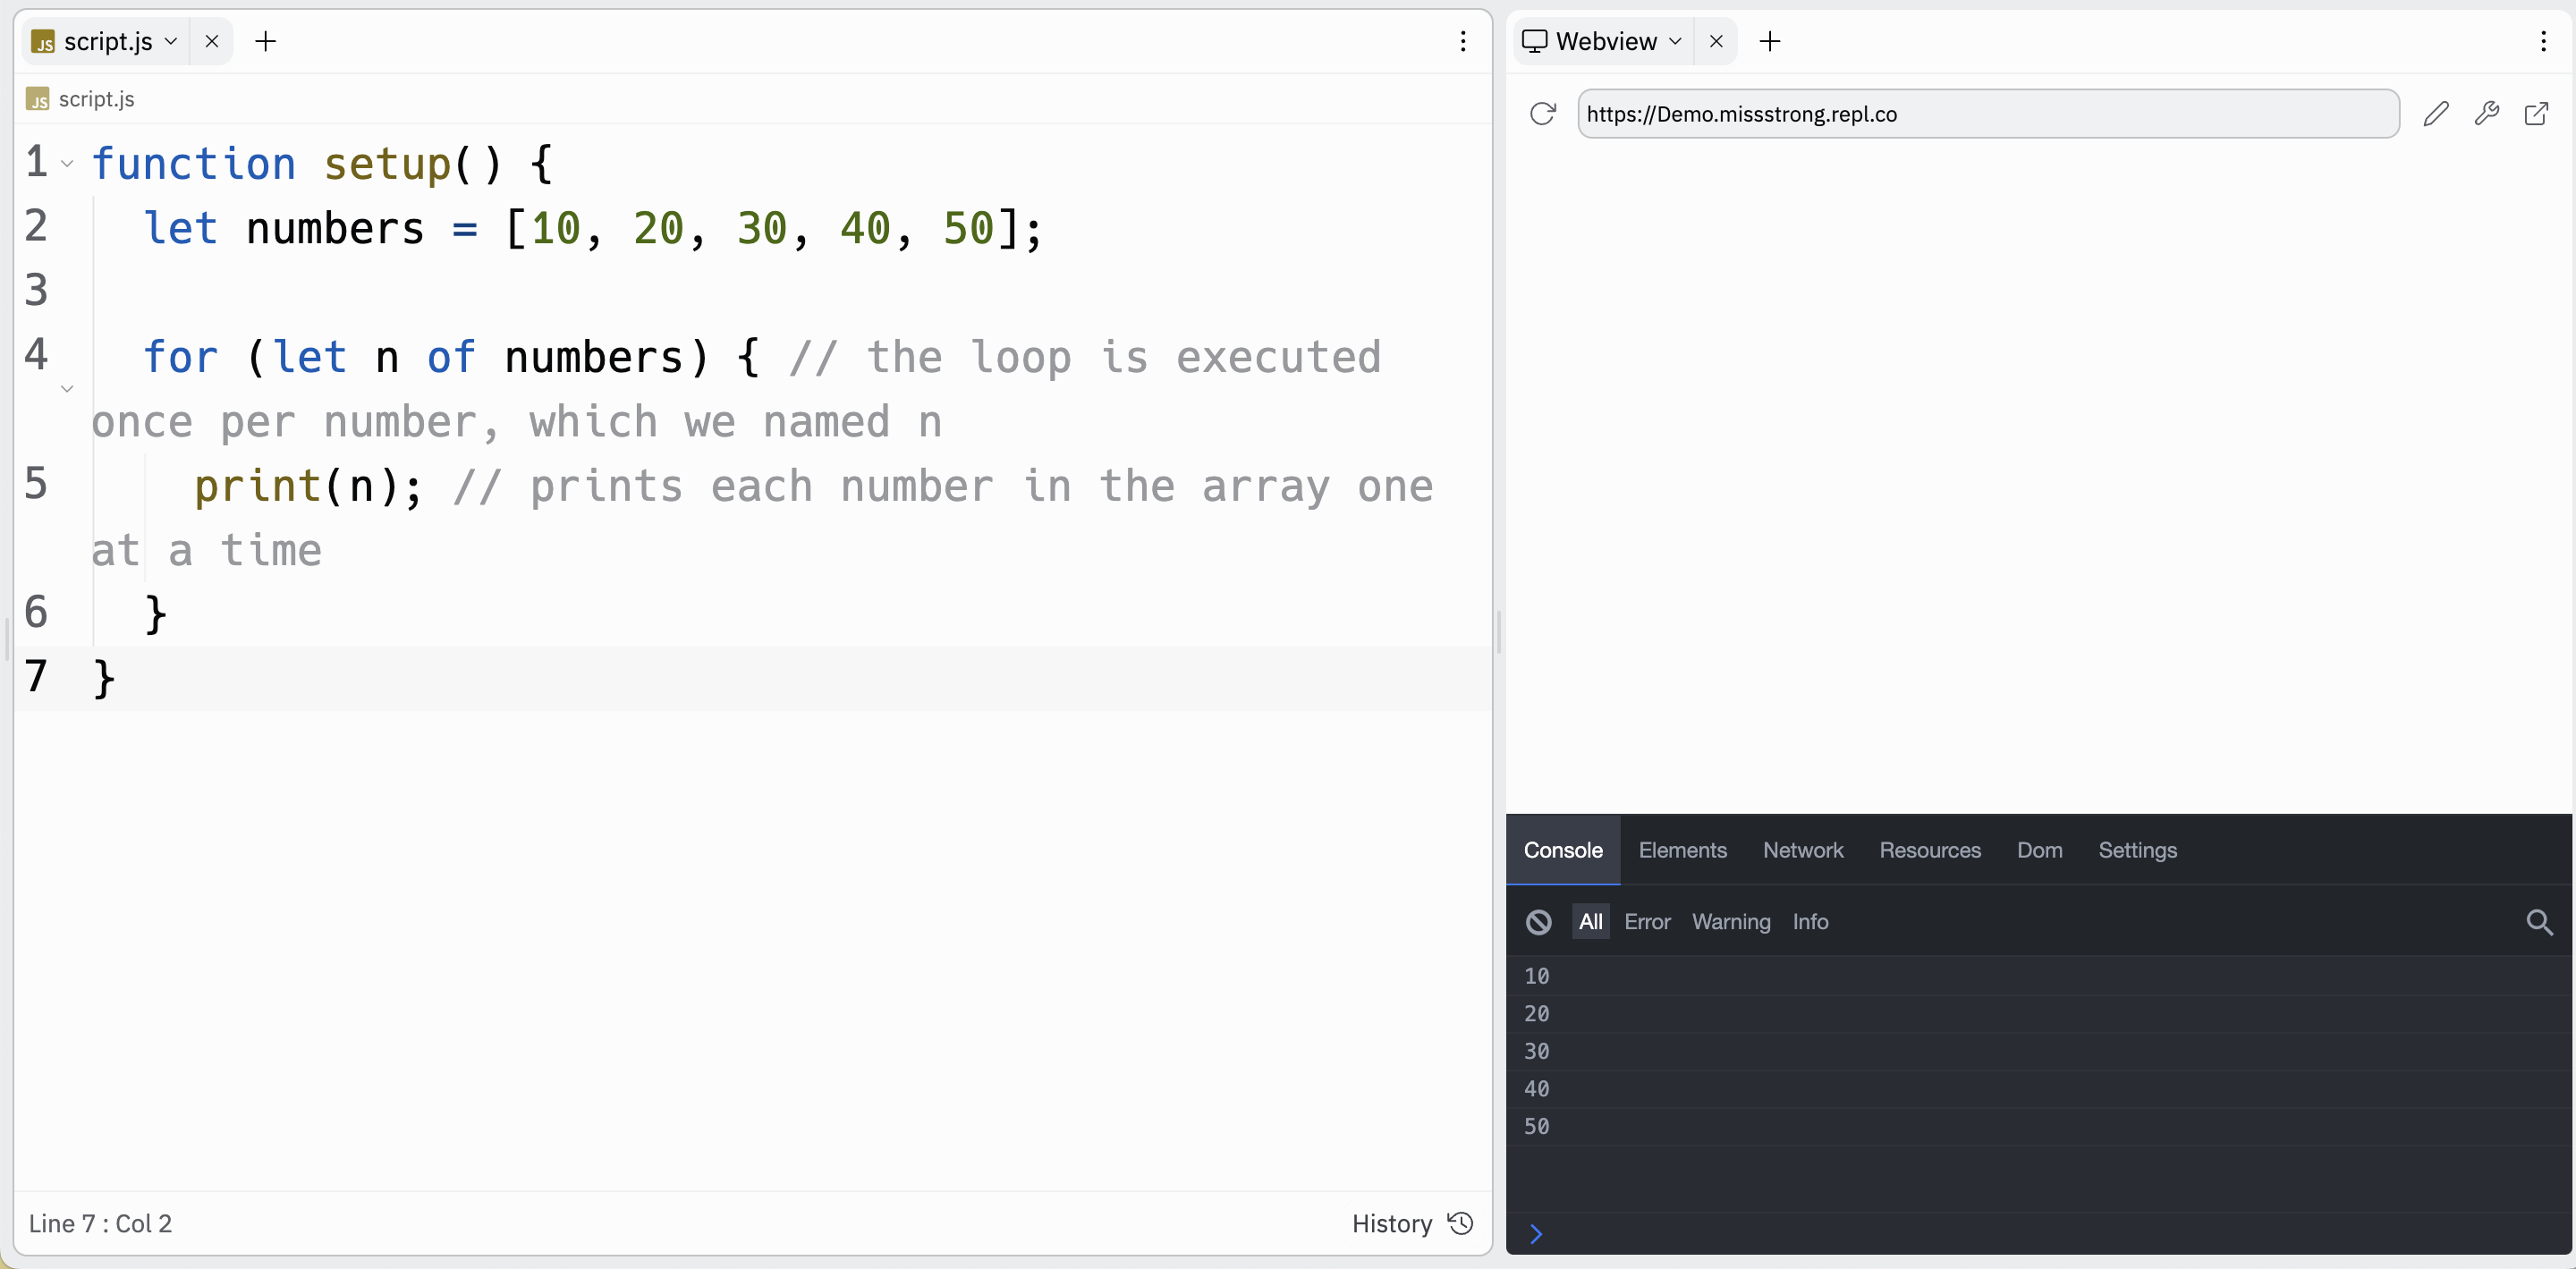 script.js
script.js
1 function setup() {
2   let numbers = [10, 20, 30, 40, 50];
3
4   for (let n of numbers) { // the loop is executed
once per number, which we named n
5     print(n); // prints each number in the array one
at a time
6   }
7 }
Line 7 : Col 2
History
Webview
https://Demo.missstrong.repl.co
Console Elements Network Resources Dom Settings
All Error Warning Info
10
20
30
40
50